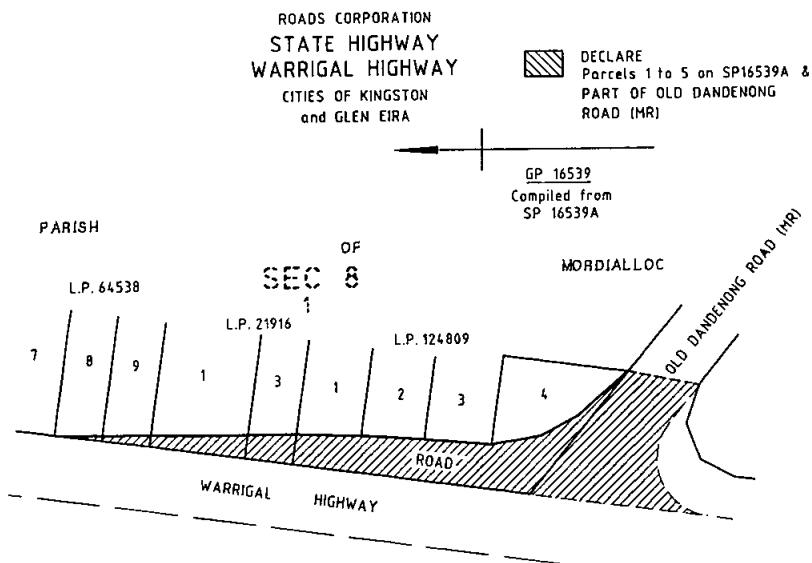 ROADS CORPORATION
STATE HIGHWAY
WARRIGAL HIGHWAY
CITIES OF KINGSTON
and GLEN EIRA
DECLARE
Parcels 1 to 5 on SP16539A &
PART OF OLD DANDENONG
ROAD (MR)
GP 16539
Compiled from
SP 16539A
PARISH
OF
MORDIALLOC
SEC 8
1
L.P. 64538
L.P. 21916
L.P. 124809
OLD DANDENONG ROAD (MR)
7
8
9
1
3
1
2
3
4
ROAD
WARRIGAL HIGHWAY